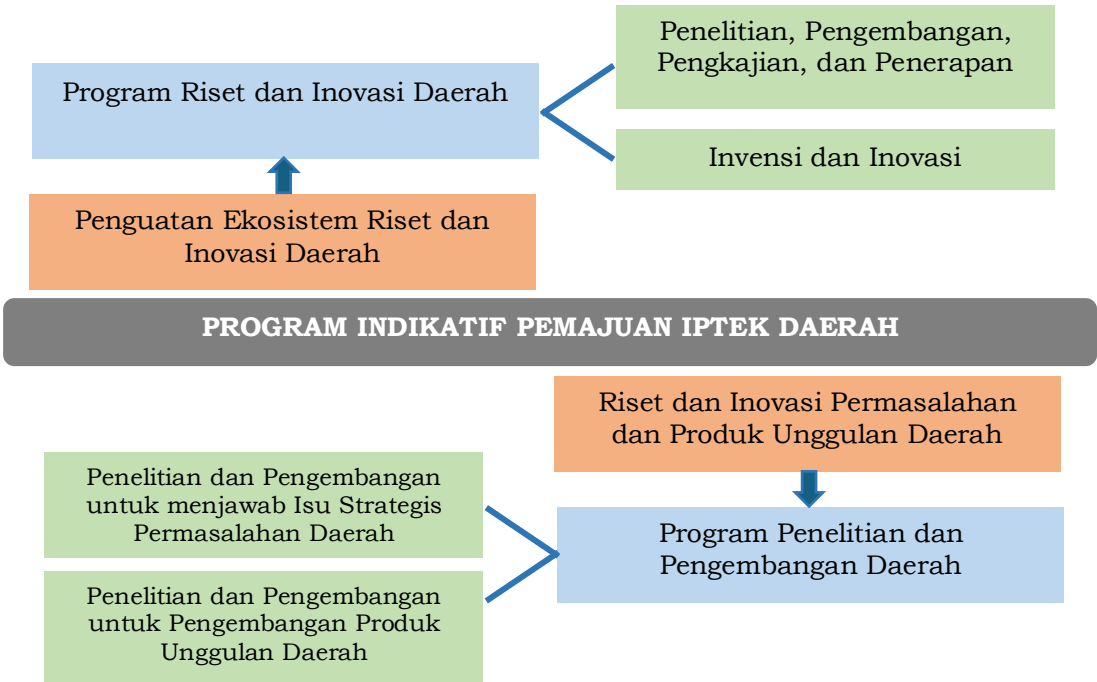 Penelitian, Pengembangan,
Pengkajian, dan Penerapan
Program Riset dan Inovasi Daerah
Invensi dan Inovasi
Penguatan Ekosistem Riset dan
Inovasi Daerah
PROGRAM INDIKATIF PEMAJUAN IPTEK DAERAH
Riset dan Inovasi Permasalahan
dan Produk Unggulan Daerah
Penelitian dan Pengembangan
untuk menjawab Isu Strategis
Permasalahan Daerah
Program Penelitian dan
Pengembangan Daerah
Penelitian dan Pengembangan
untuk Pengembangan Produk
Unggulan Daerah